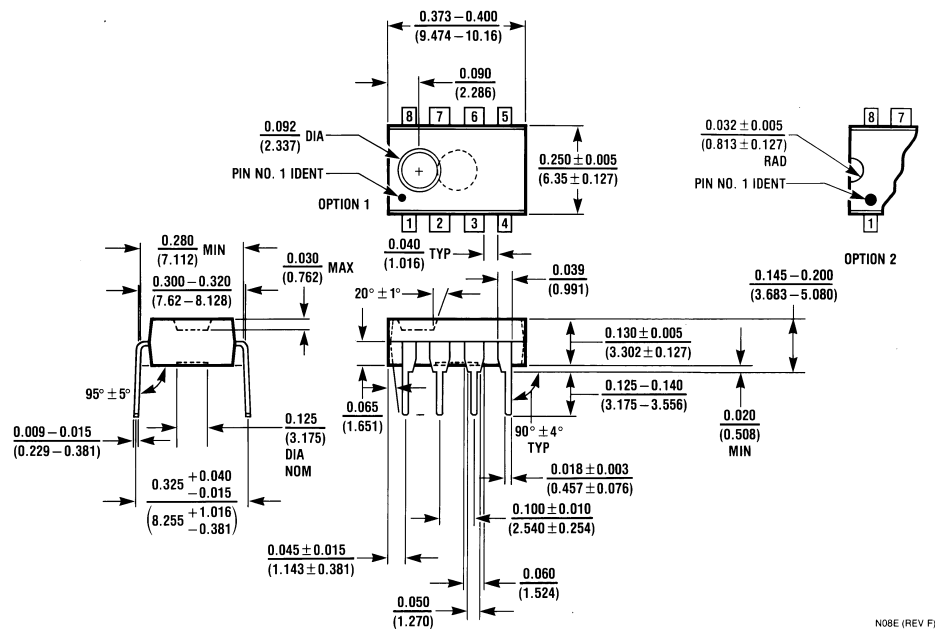 0.373 – 0.400
(9.474 – 10.16)
0.090
(2.286)
8 7 6 5
0.092 DIA
(2.337)
PIN NO. 1 IDENT
OPTION 1
+
0.250 ± 0.005
(6.35 ± 0.127)
1 2 3 4
0.032 ± 0.005
(0.813 ± 0.127)
RAD
PIN NO. 1 IDENT
8 7
1
OPTION 2
0.280 MIN
(7.112)
0.030 MAX
(0.762)
0.300 – 0.320
(7.62 – 8.128)
0.040 TYP
(1.016)
0.039
(0.991)
0.145 – 0.200
(3.683 – 5.080)
20° ± 1°
0.130 ± 0.005
(3.302 ± 0.127)
95° ± 5°
0.125
(3.175)
DIA
NOM
0.065
(1.651)
90° ± 4°
TYP
0.125 – 0.140
(3.175 – 3.556)
0.020
(0.508)
MIN
0.009 – 0.015
(0.229 – 0.381)
0.018 ± 0.003
(0.457 ± 0.076)
0.325 +0.040
–0.015
(8.255 +1.016
–0.381)
0.100 ± 0.010
(2.540 ± 0.254)
0.045 ± 0.015
(1.143 ± 0.381)
0.060
(1.524)
0.050
(1.270)
N08E (REV F)